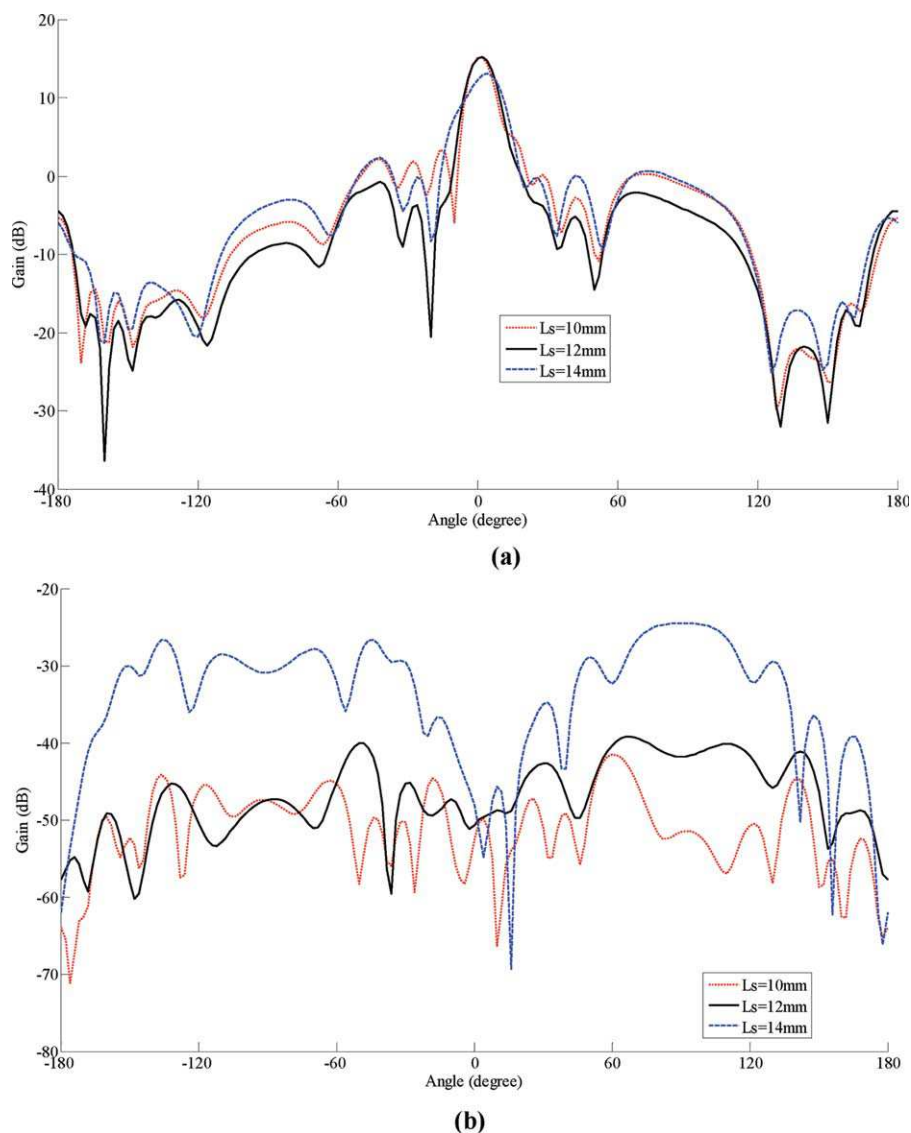 20
10
0
-10
-20
-30
-40
Gain (dB)
Ls=10mm
Ls=12mm
Ls=14mm
-180 -120 -60 0 60 120 180
Angle (degree)
(a)
-20
-30
-40
-50
-60
-70
-80
Gain (dB)
Ls=10mm
Ls=12mm
Ls=14mm
-180 -120 -60 0 60 120 180
Angle (degree)
(b)